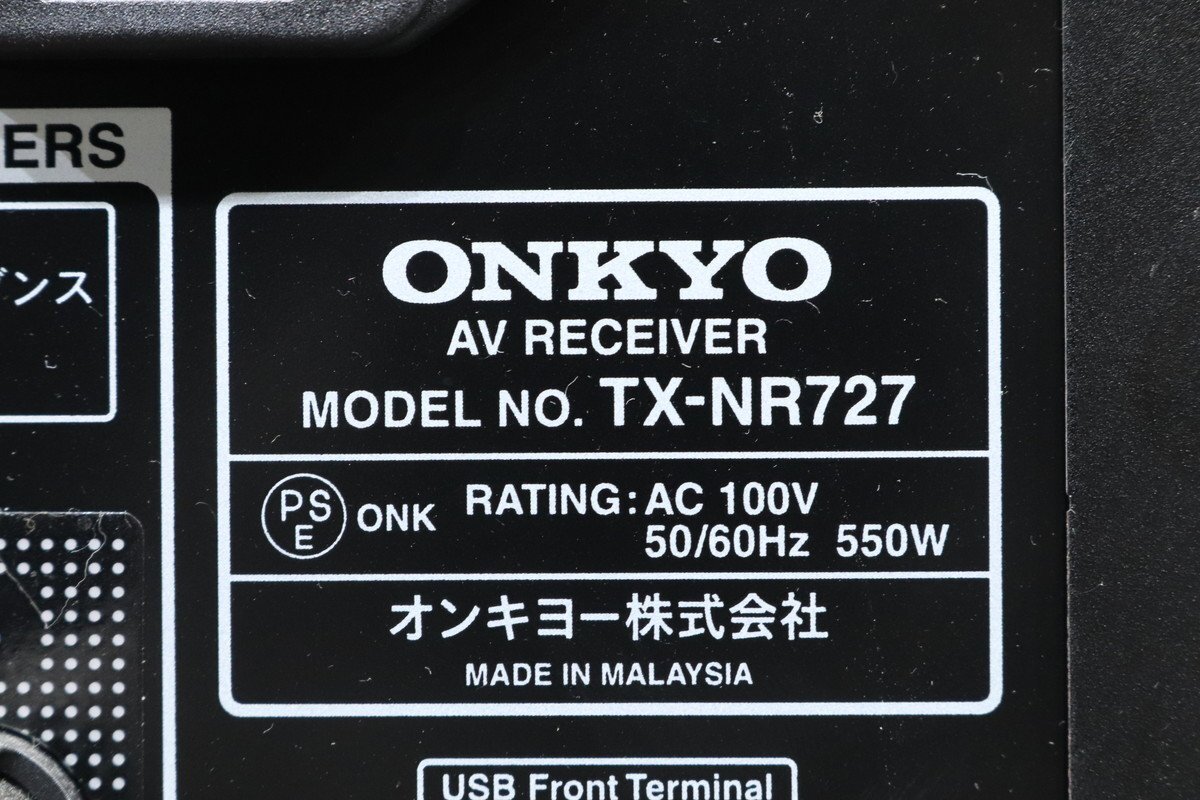 ERS
ンス
ONKYO
AV RECEIVER
MODEL NO. TX-NR727
PSE ONK
RATING: AC 100V
50/60Hz 550W
オンキヨー株式会社
MADE IN MALAYSIA
USB Front Terminal